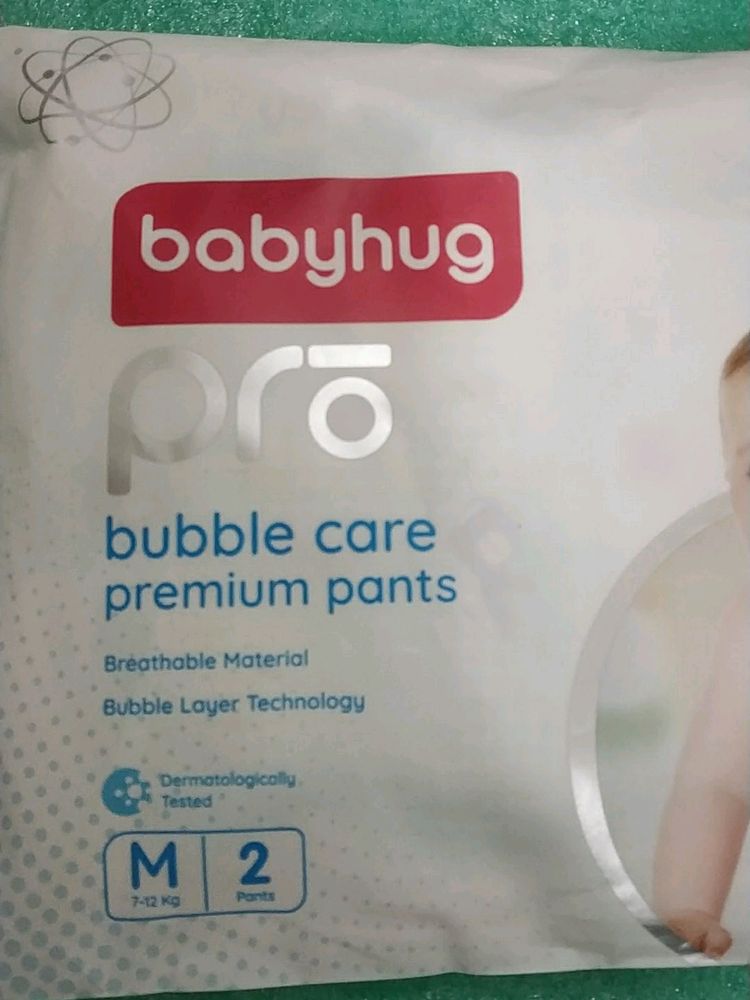 babyhug
pro
bubble care
premium pants
Breathable Material
Bubble Layer Technology
Dermatologically
Tested
M 2
7-12 Kg Pants